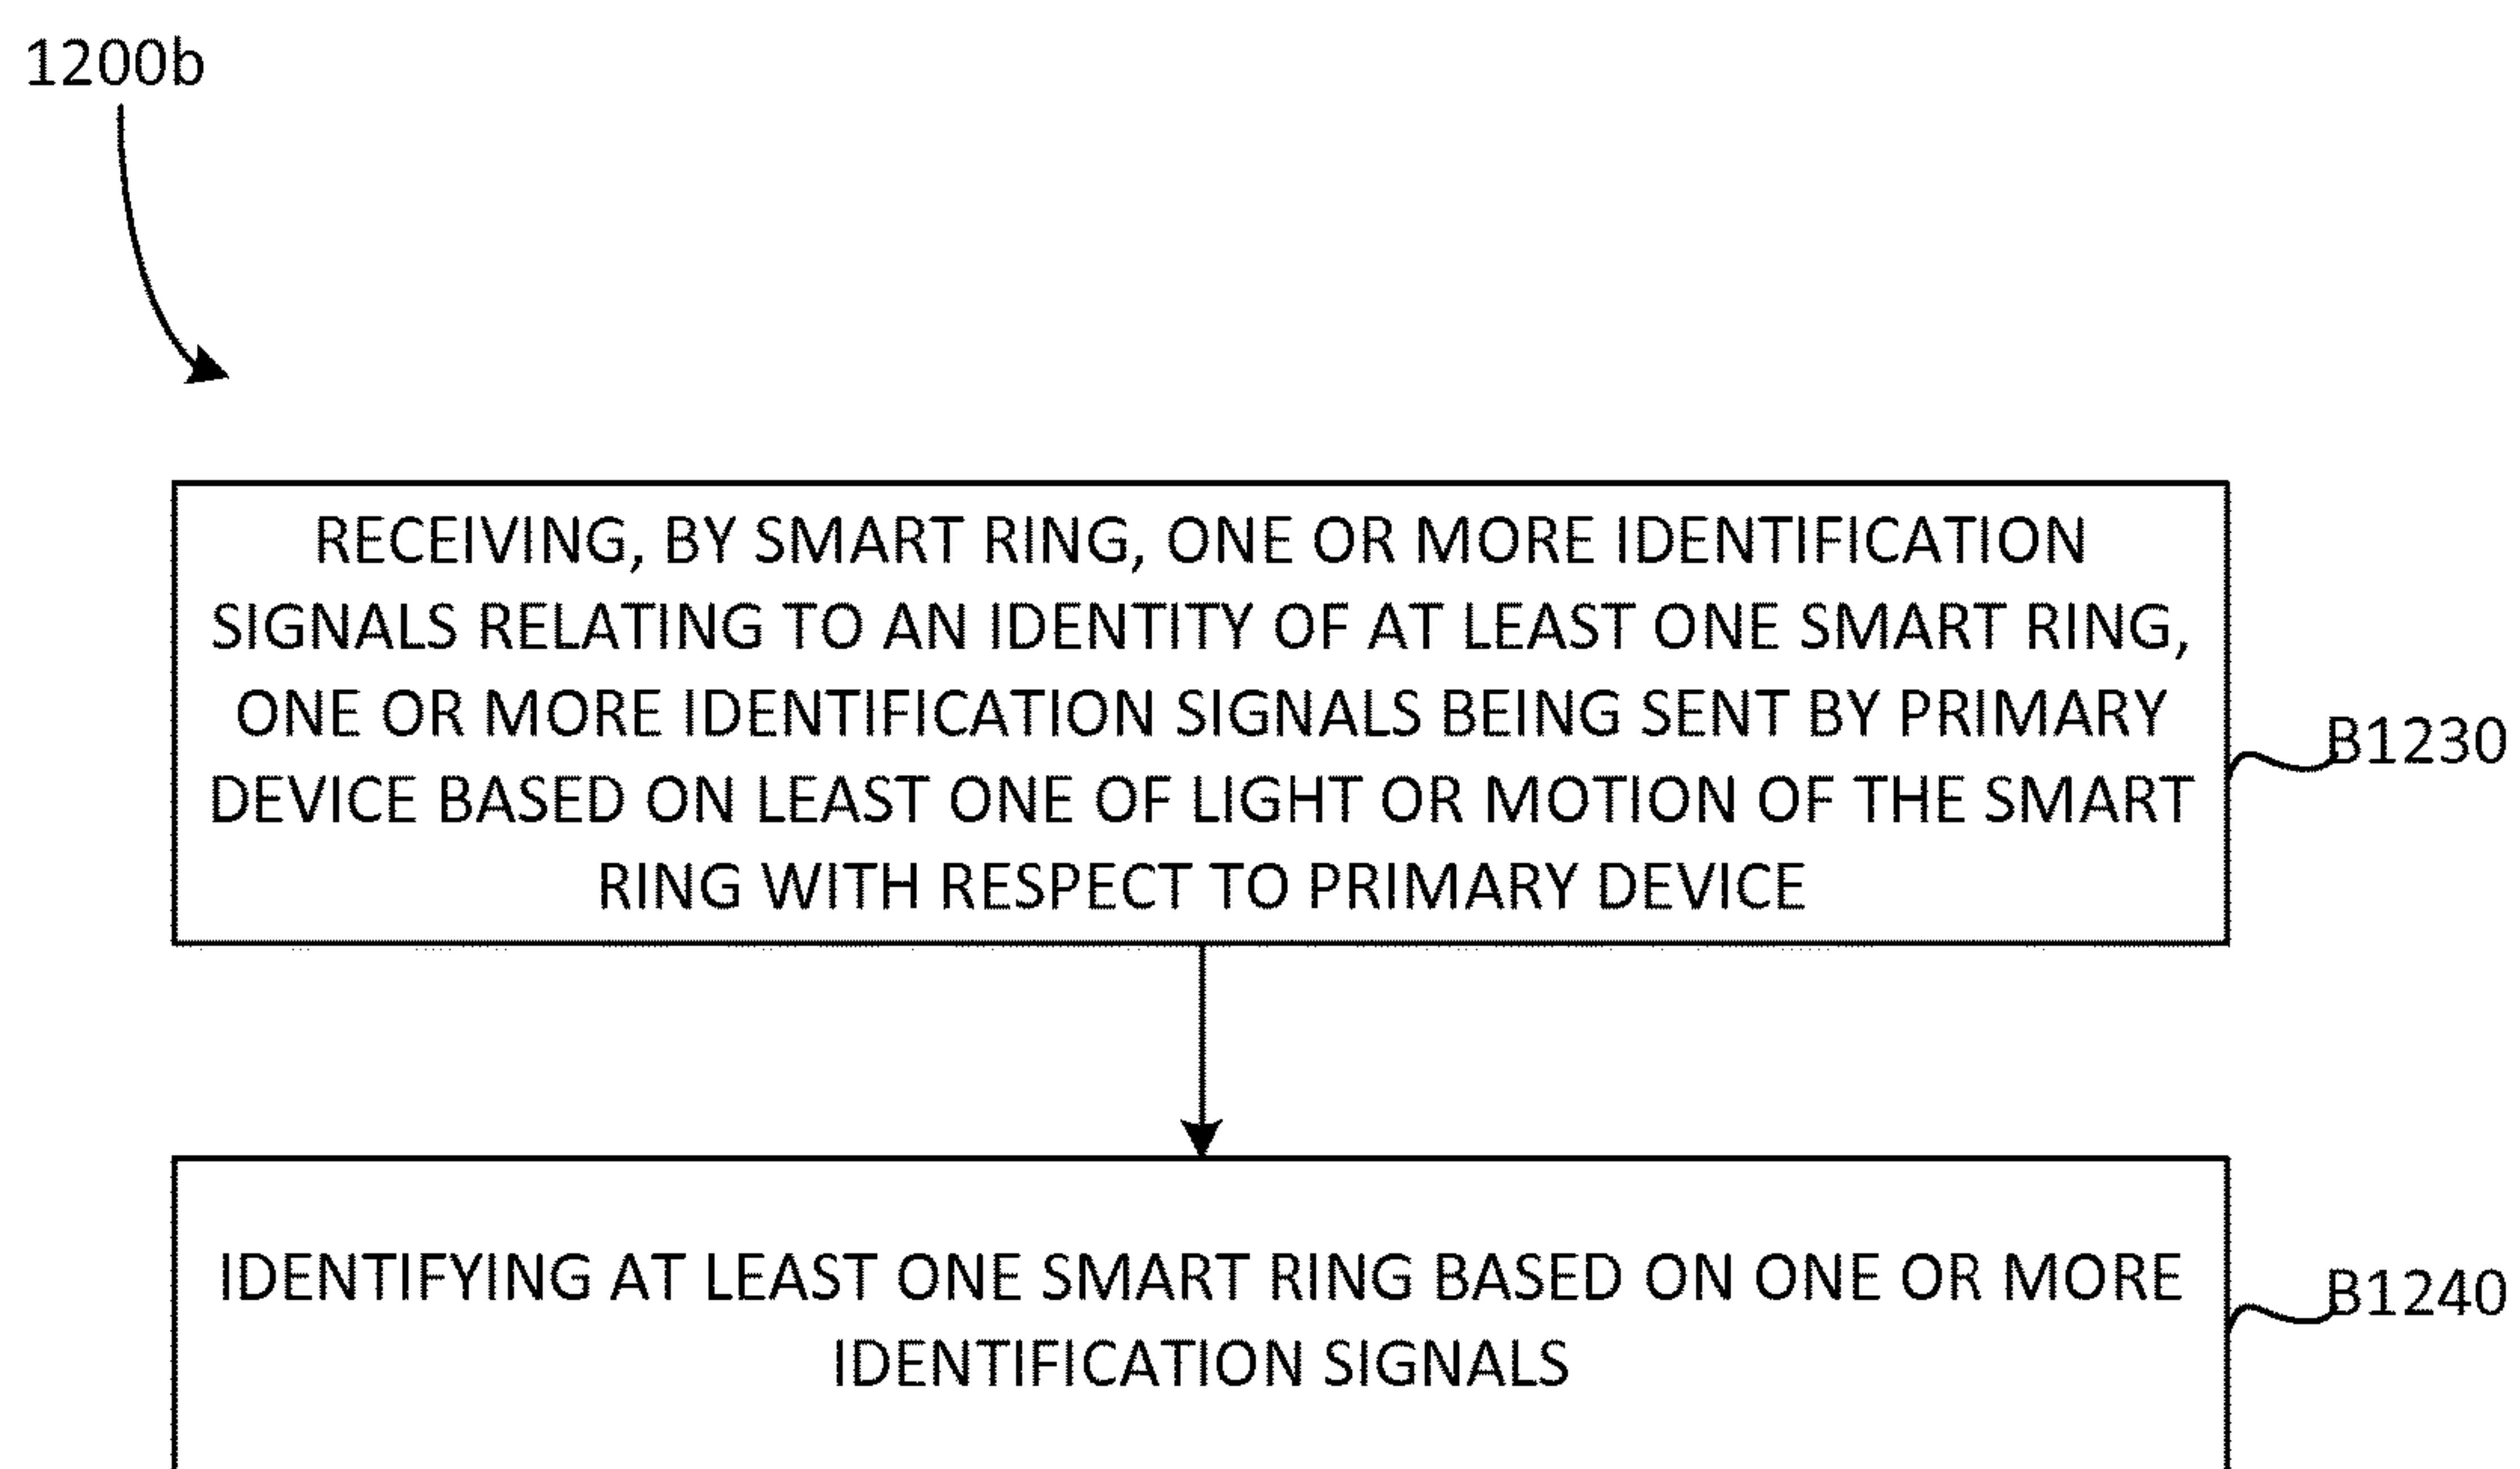 1200b
RECEIVING, BY SMART RING, ONE OR MORE IDENTIFICATION
SIGNALS RELATING TO AN IDENTITY OF AT LEAST ONE SMART RING,
ONE OR MORE IDENTIFICATION SIGNALS BEING SENT BY PRIMARY
DEVICE BASED ON LEAST ONE OF LIGHT OR MOTION OF THE SMART
RING WITH RESPECT TO PRIMARY DEVICE
B1230
IDENTIFYING AT LEAST ONE SMART RING BASED ON ONE OR MORE
IDENTIFICATION SIGNALS
B1240